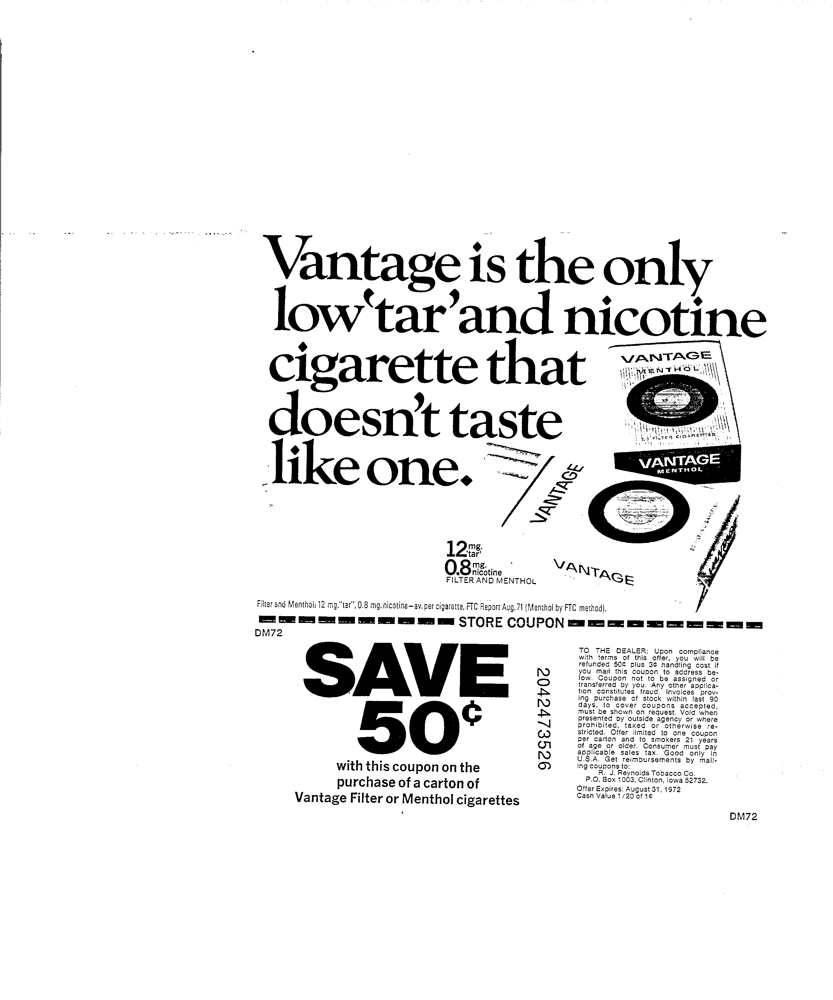 Vantage is the only
low 'tar' and nicotine
cigarette that
doesn't taste
like one.
VANTAGE
MENTHOL
VANTAGE
MENTHOL
VANTAGE
VANTAGE
12 mg. 'tar'
0.8 mg. nicotine
FILTER AND MENTHOL
Filter and Menthol: 12 mg."tar", 0.8 mg. nicotine—av. per cigarette, FTC Report Aug. 71 (Menthol by FTC method).
STORE COUPON
DM72
SAVE
50¢
with this coupon on the
purchase of a carton of
Vantage Filter or Menthol cigarettes
2042473526
TO THE DEALER: Upon compliance
with terms of this offer, you will be
refunded 50¢ plus 3¢ handling cost if
you mail this coupon to address be-
low. Coupon not to be assigned or
transferred by you. Any other applica-
tion constitutes fraud. Invoices prov-
ing purchase of stock within last 90
days, to cover coupons accepted,
must be shown on request. Void when
presented by outside agency or where
prohibited, taxed or otherwise re-
stricted. Offer limited to one coupon
per carton and to smokers 21 years
of age or older. Consumer must pay
applicable sales tax. Good only in
U.S.A. Get reimbursements by mail-
ing coupons to:
R. J. Reynolds Tobacco Co.
P.O. Box 1003, Clinton, Iowa 52732.
Offer Expires: August 31, 1972
Cash Value 1/20 of 1¢
DM72